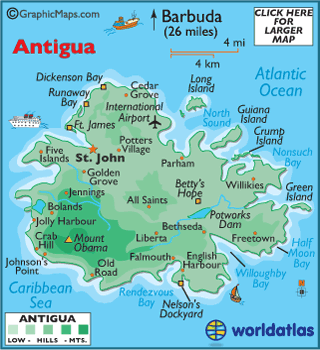 ©GraphicMaps.com
Barbuda
(26 miles)
CLICK HERE
FOR
LARGER
MAP
Antigua
4 mi
4 km
Dickenson Bay
Runaway
Bay
Cedar
Grove
International
Airport
Long
Island
Atlantic
Ocean
Ft. James
North
Sound
Guiana
Island
Crump
Island
Five
Islands
St. John
Potters
Village
Parham
Nonsuch
Bay
Golden
Grove
Jennings
Betty's
Hope
Willikies
Green
Island
Bolands
All Saints
Potworks
Dam
Jolly Harbour
Crab
Hill
Mount
Obama
Liberta
Bethesda
Freetown
Half
Moon
Bay
Johnson's
Point
Old
Road
Falmouth
English
Harbour
Willoughby
Bay
Caribbean
Sea
Rendezvous
Bay
Nelson's
Dockyard
ANTIGUA
LOW - HILLS - MTS.
worldatlas